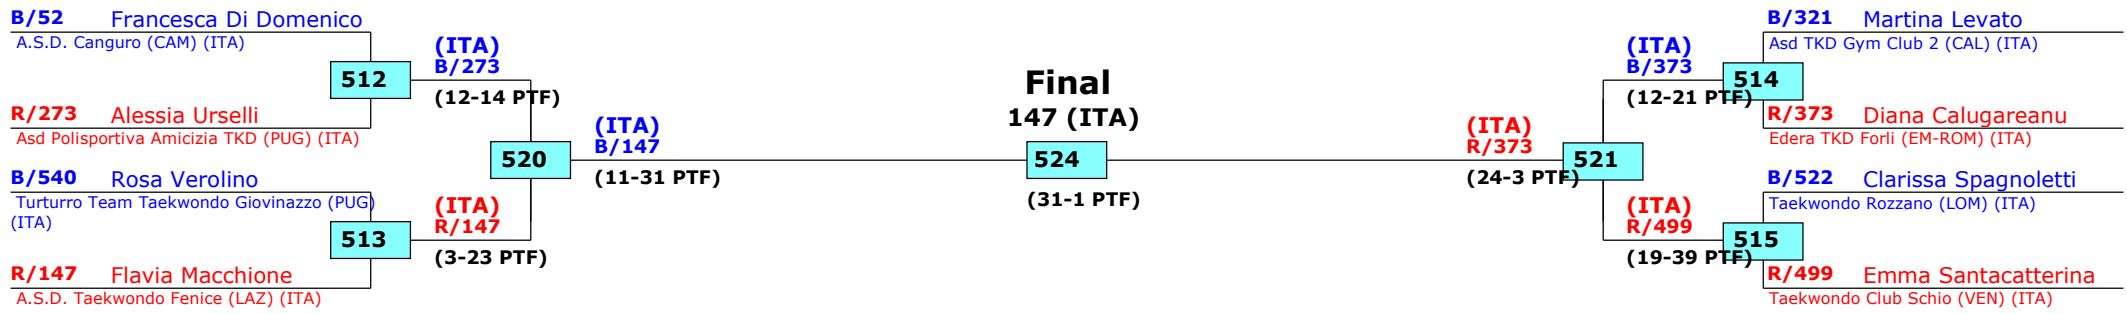 B/52 Francesca Di Domenico
A.S.D. Canguro (CAM) (ITA)
512
R/273 Alessia Urselli
Asd Polisportiva Amicizia TKD (PUG) (ITA)
(ITA)
B/273
(12-14 PTF)
B/540 Rosa Verolino
Turturro Team Taekwondo Giovinazzo (PUG)
(ITA)
513
R/147 Flavia Macchione
A.S.D. Taekwondo Fenice (LAZ) (ITA)
(ITA)
R/147
(3-23 PTF)
520
(ITA)
B/147
(11-31 PTF)
Final
147 (ITA)
524
(31-1 PTF)
(ITA)
R/373
(24-3 PTF)
521
(ITA)
B/373
(12-21 PTF)
514
B/321 Martina Levato
Asd TKD Gym Club 2 (CAL) (ITA)
R/373 Diana Calugareanu
Edera TKD Forli (EM-ROM) (ITA)
(ITA)
R/499
(19-39 PTF)
515
B/522 Clarissa Spagnoletti
Taekwondo Rozzano (LOM) (ITA)
R/499 Emma Santacatterina
Taekwondo Club Schio (VEN) (ITA)